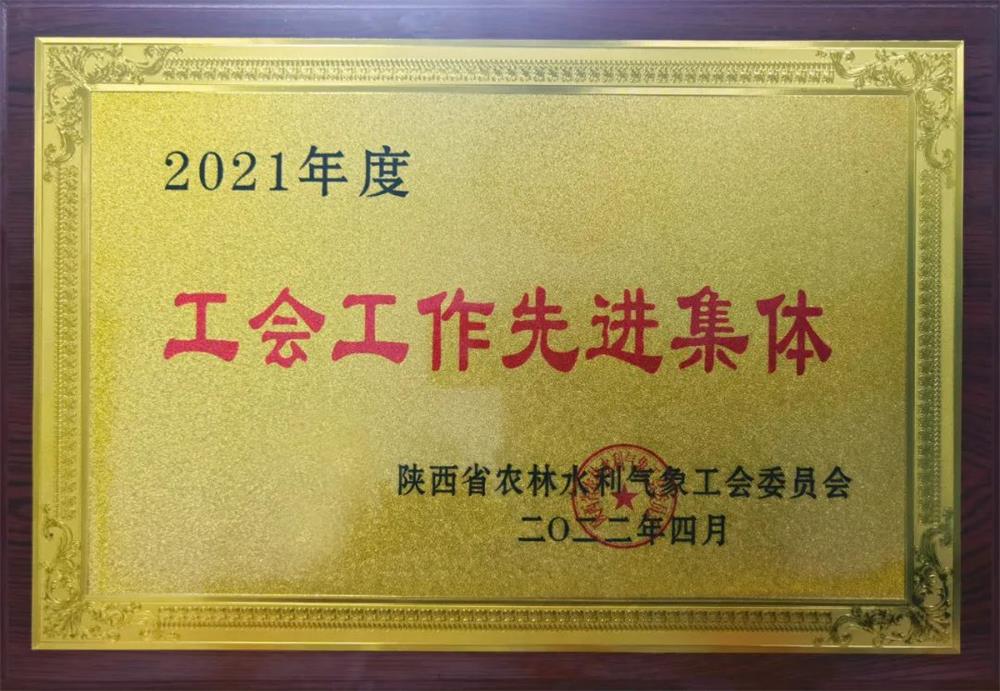 2021年度
工会工作先进集体
陕西省农林水利气象工会委员会
二〇二二年四月